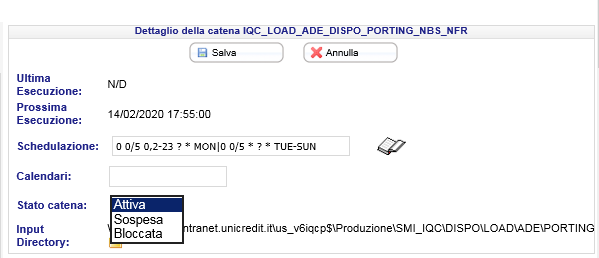 Dettaglio della catena IQC_LOAD_ADE_DISPO_PORTING_NBS_NFR
Salva Annulla
Ultima Esecuzione: N/D
Prossima Esecuzione: 14/02/2020 17:55:00
Schedulazione: 0 0/5 0,2-23 ? * MON|0 0/5 * ? * TUE-SUN
Calendari:
Stato catena: Attiva
Sospesa
Bloccata
Input Directory: \ntranet.unicredit.it\us_v6iqcp$\Produzione\SMI_IQC\DISPO\LOAD\ADE\PORTING